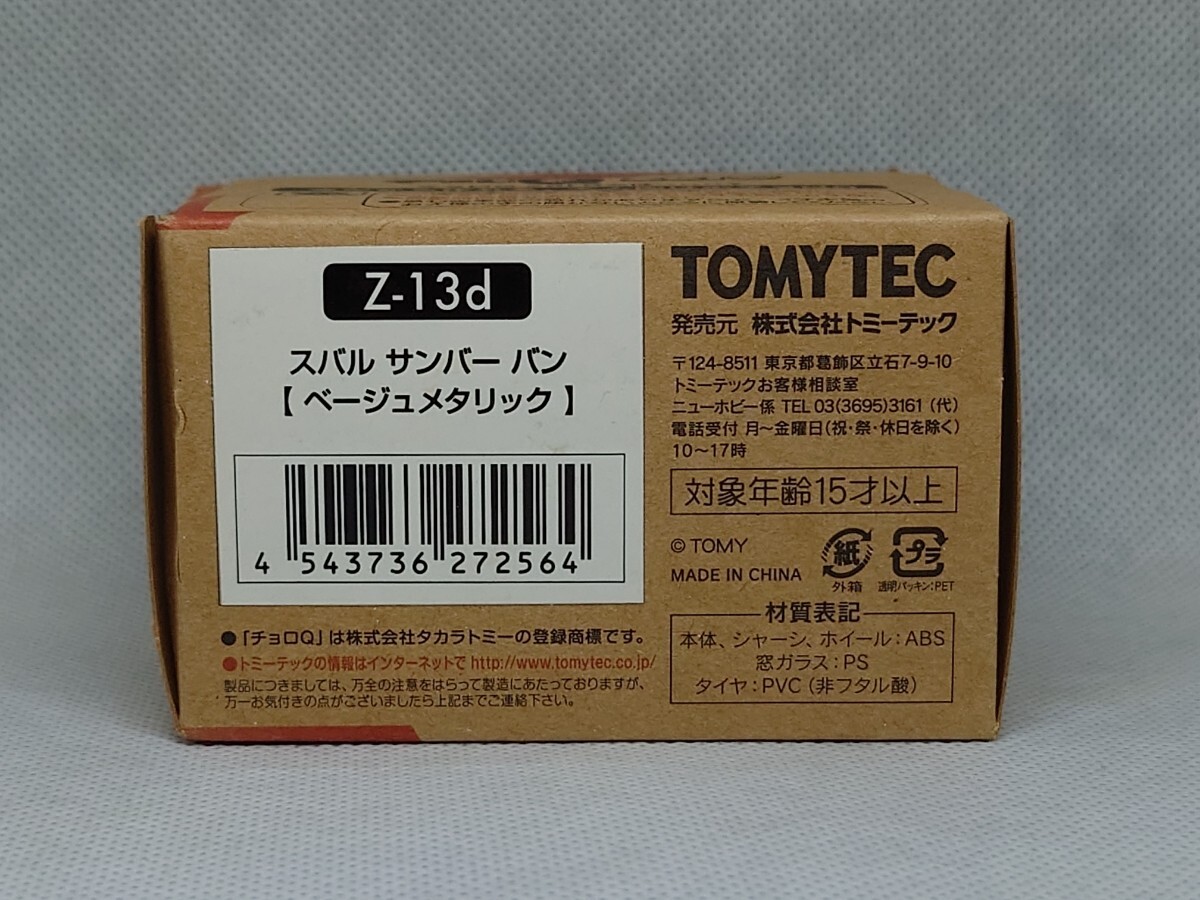 Z-13d
スバル サンバー バン
【 ベージュメタリック 】
4 543736 272564
●「チョロQ」は株式会社タカラトミーの登録商標です。
●トミーテックの情報はインターネットで http://www.tomytec.co.jp/
製品につきましては、万全の注意をはらって製造にあたっておりますが、
万一お気付きの点がございましたら上記までご連絡下さい。
TOMYTEC
発売元 株式会社トミーテック
〒124-8511 東京都葛飾区立石7-9-10
トミーテックお客様相談室
ニューホビー係 TEL 03(3695)3161（代）
電話受付 月〜金曜日(祝・祭・休日を除く)
10〜17時
対象年齢15才以上
© TOMY
MADE IN CHINA
紙
外箱
プラ
透明パッキン:PET
材質表記
本体、シャーシ、ホイール：ABS
窓ガラス：PS
タイヤ：PVC（非フタル酸）